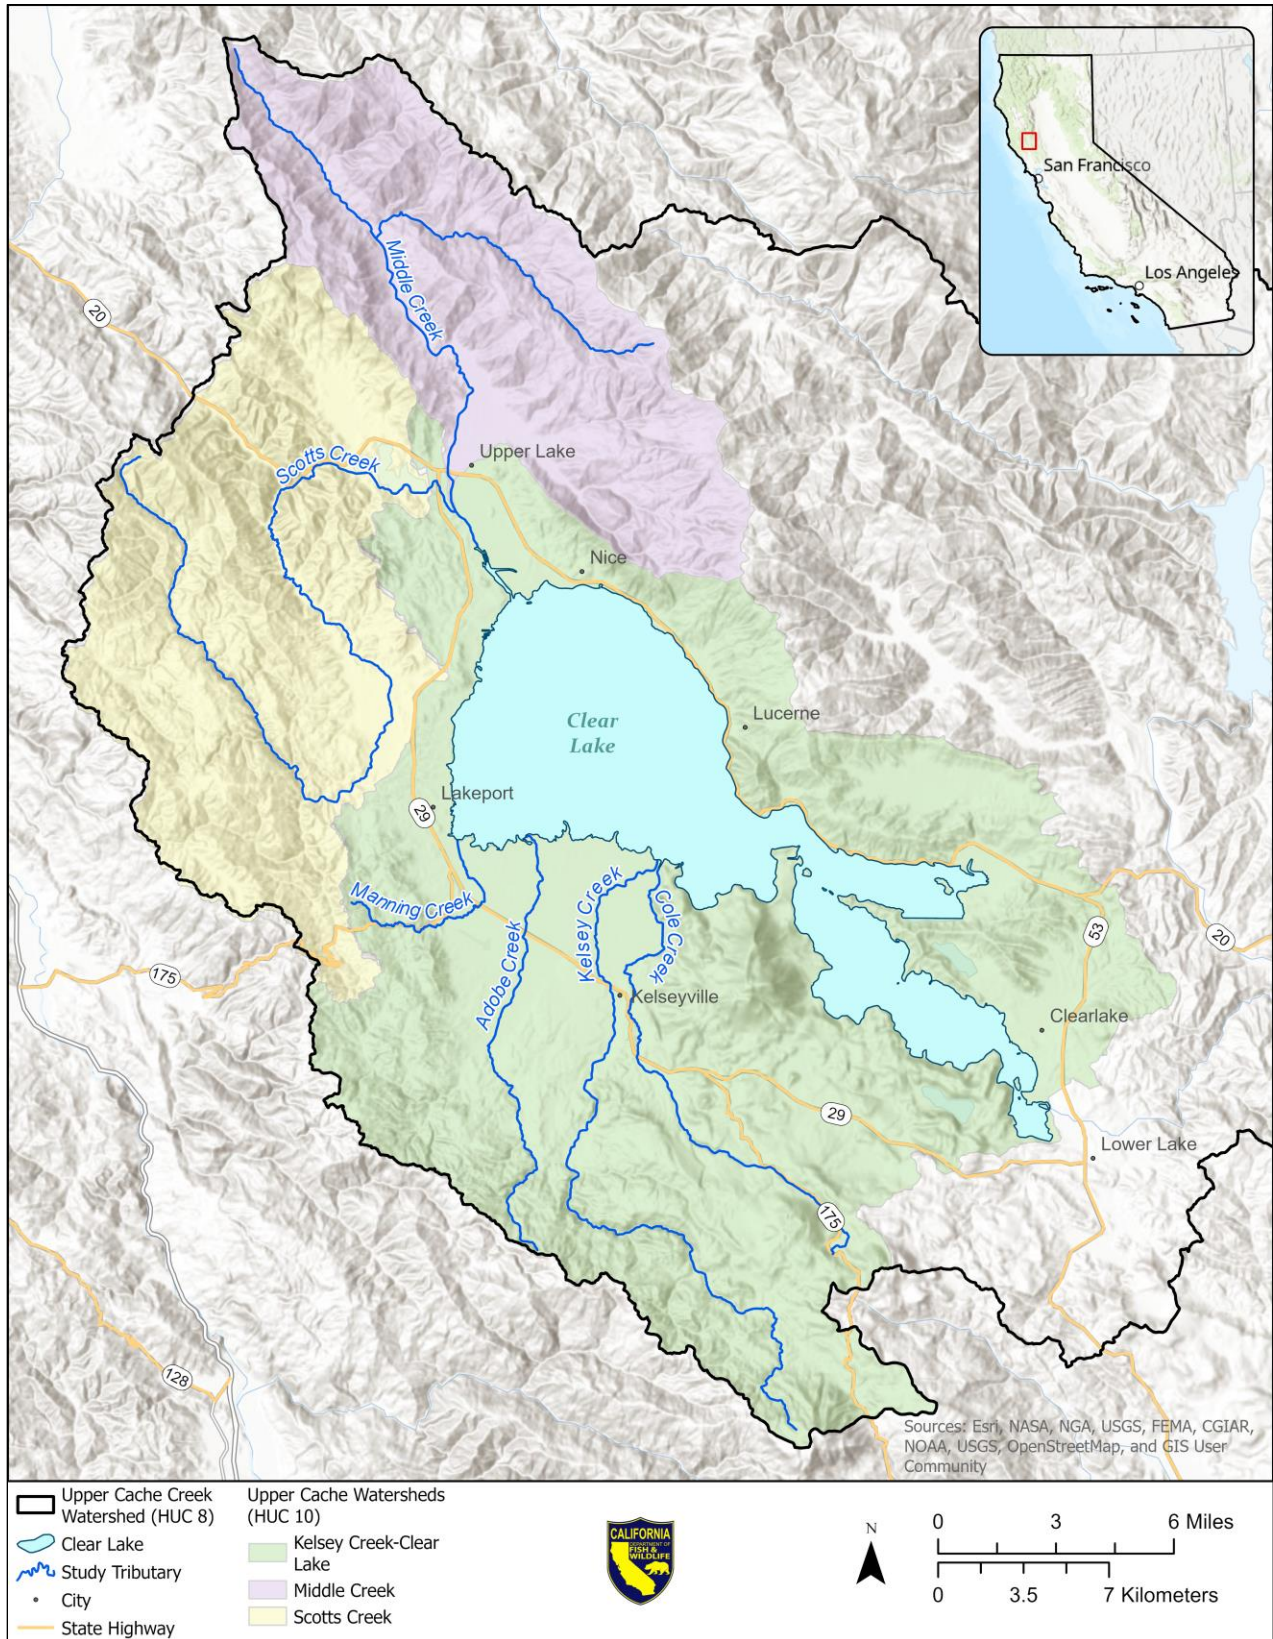 San Francisco
Los Angeles
20
Middle Creek
Scotts Creek
Upper Lake
Nice
Clear
Lake
Lucerne
Lakeport
29
Manning Creek
Adobe Creek
Kelsey Creek
Cole Creek
53
20
175
Kelseyville
Clearlake
29
Lower Lake
175
128
Sources: Esri, NASA, NGA, USGS, FEMA, CGIAR,
NOAA, USGS, OpenStreetMap, and GIS User
Community
Upper Cache Creek
Watershed (HUC 8)
Clear Lake
Study Tributary
City
State Highway
Upper Cache Watersheds
(HUC 10)
Kelsey Creek-Clear
Lake
Middle Creek
Scotts Creek
CALIFORNIA
DEPARTMENT OF
FISH &
WILDLIFE
N
0 3 6 Miles
0 3.5 7 Kilometers